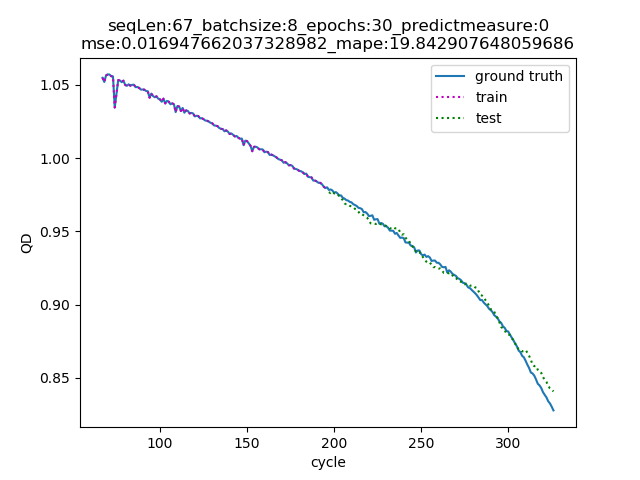 seqLen:67_batchsize:8_epochs:30_predictmeasure:0
mse:0.016947662037328982_mape:19.842907648059686
ground truth
train
test
1.05
1.00
0.95
0.90
0.85
QD
100 150 200 250 300
cycle